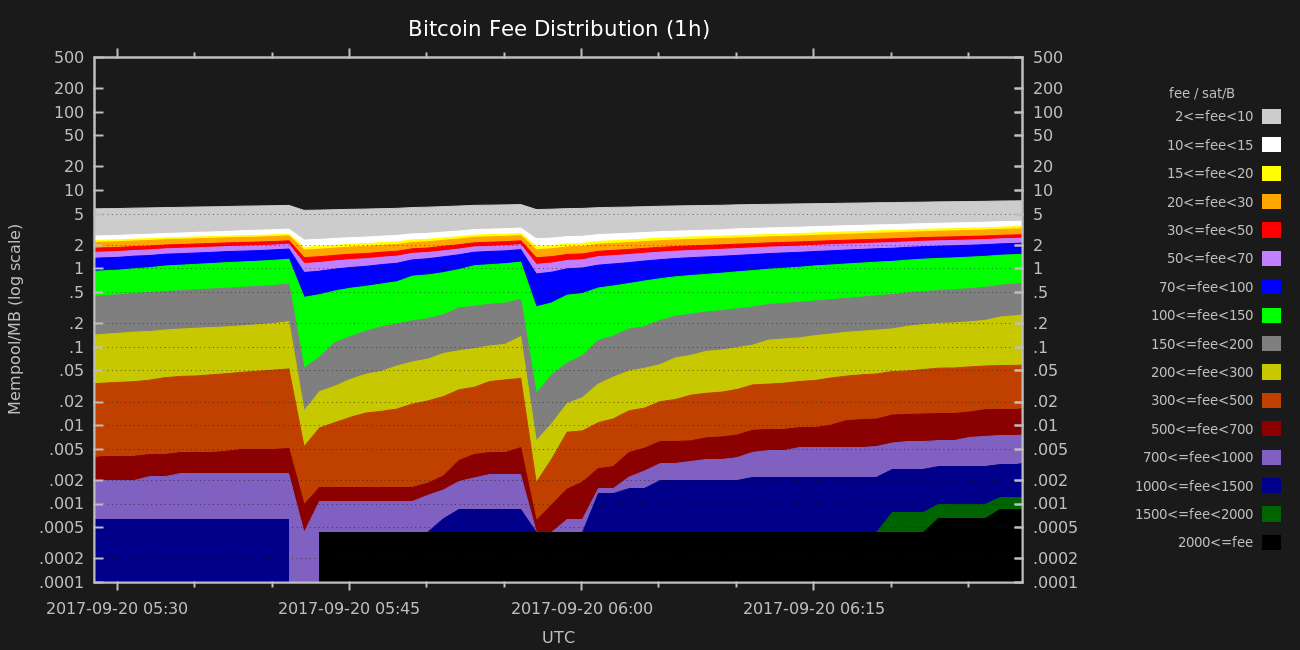 Bitcoin Fee Distribution (1h)
500
200
100
50
20
10
5
2
1
.5
.2
.1
.05
.02
.01
.005
.002
.001
.0005
.0002
.0001
Mempool/MB (log scale)
500
200
100
50
20
10
5
2
1
.5
.2
.1
.05
.02
.01
.005
.002
.001
.0005
.0002
.0001
2017-09-20 05:30 2017-09-20 05:45 2017-09-20 06:00 2017-09-20 06:15
UTC
fee / sat/B
2<=fee<10
10<=fee<15
15<=fee<20
20<=fee<30
30<=fee<50
50<=fee<70
70<=fee<100
100<=fee<150
150<=fee<200
200<=fee<300
300<=fee<500
500<=fee<700
700<=fee<1000
1000<=fee<1500
1500<=fee<2000
2000<=fee